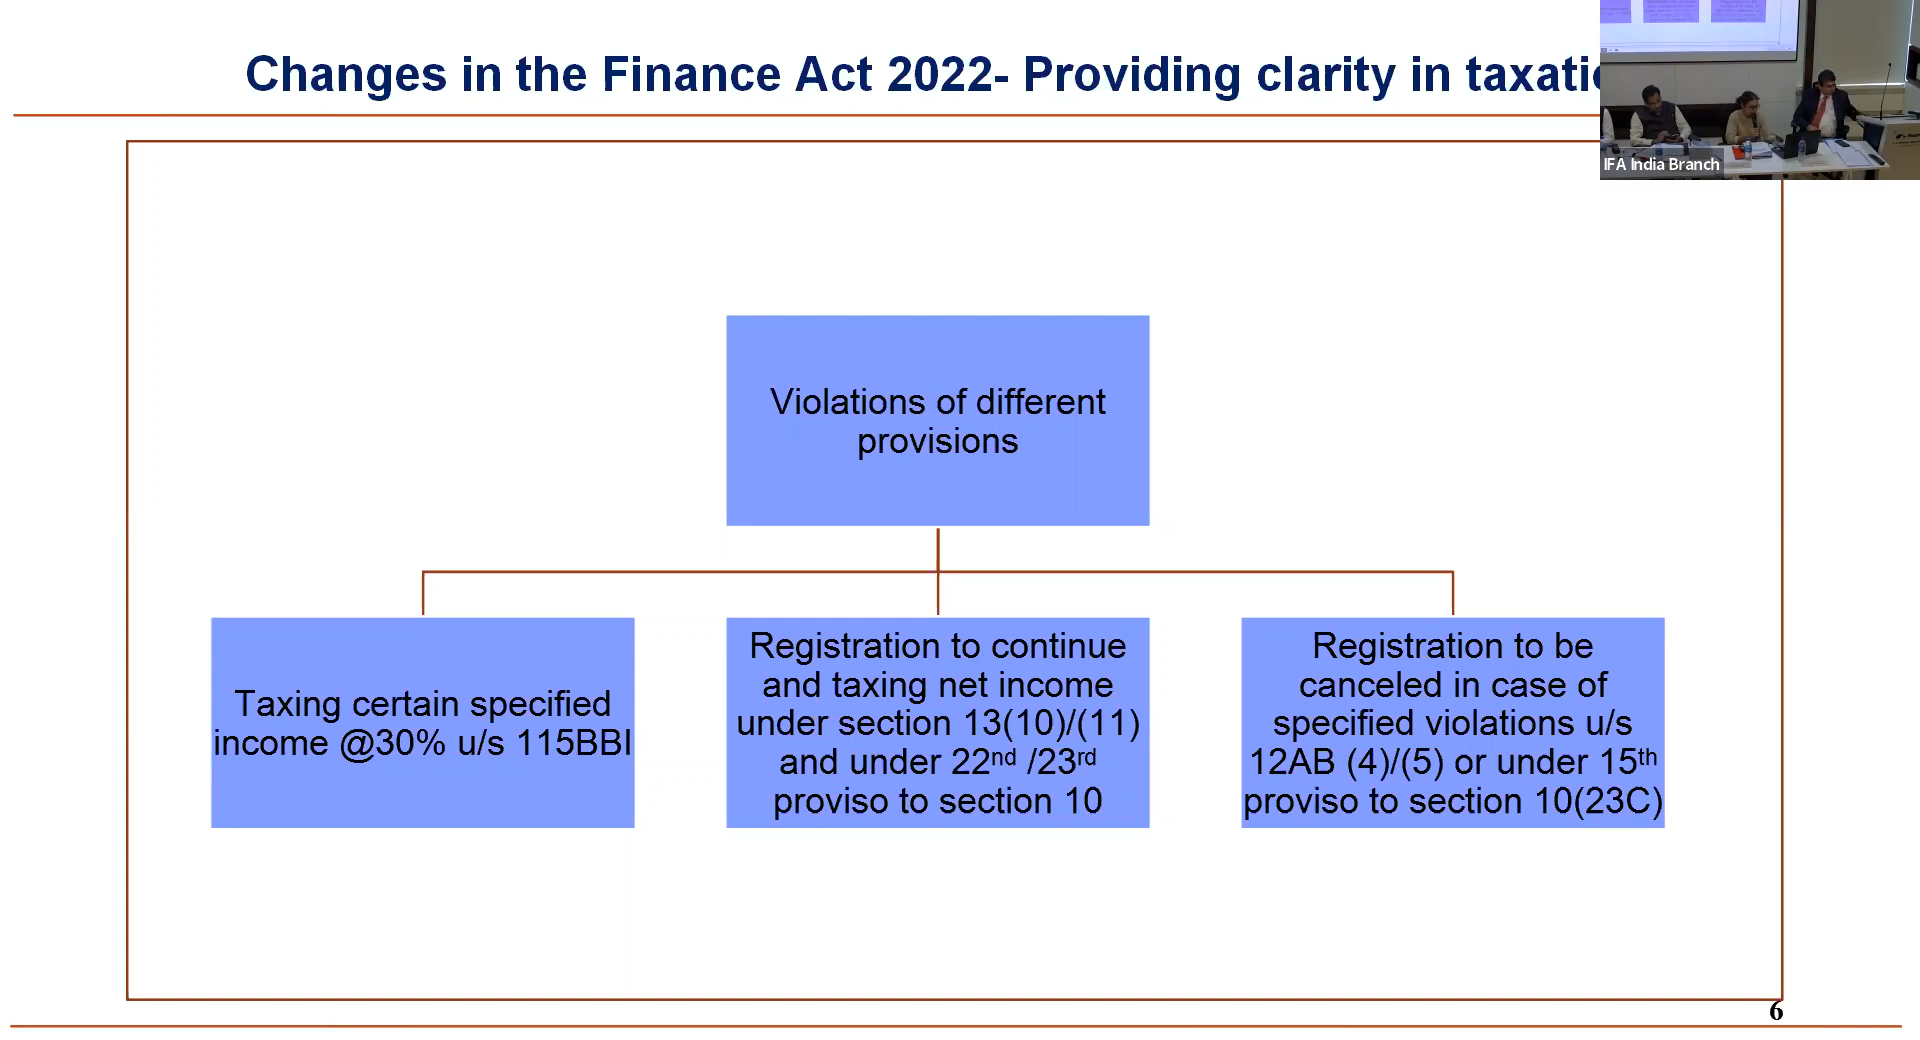 Changes in the Finance Act 2022- Providing clarity in
IFA India Branch
Violations of different
provisions
Taxing certain specified
income @30% u/s 115BBI
Registration to continue
and taxing net income
under section 13(10)/(11)
and under 22nd /23rd
proviso to section 10
Registration to be
canceled in case of
specified violations u/s
12AB (4)/(5) or under 15th
proviso to section 10(23C)
6